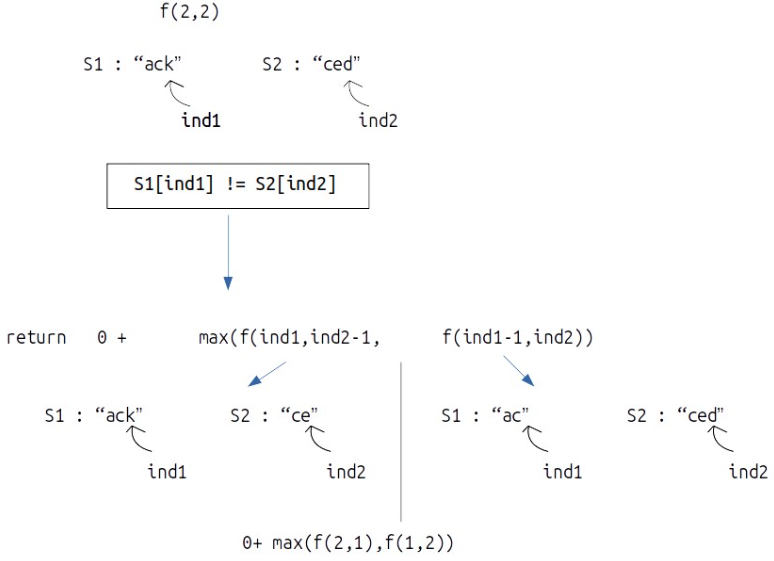 f(2,2)
S1 : “ack” S2 : “ced”
ind1 ind2
S1[ind1] != S2[ind2]
return 0 + max(f(ind1,ind2-1, f(ind1-1,ind2))
S1 : “ack” S2 : “ce” S1 : “ac” S2 : “ced”
ind1 ind2 ind1 ind2
0+ max(f(2,1),f(1,2))